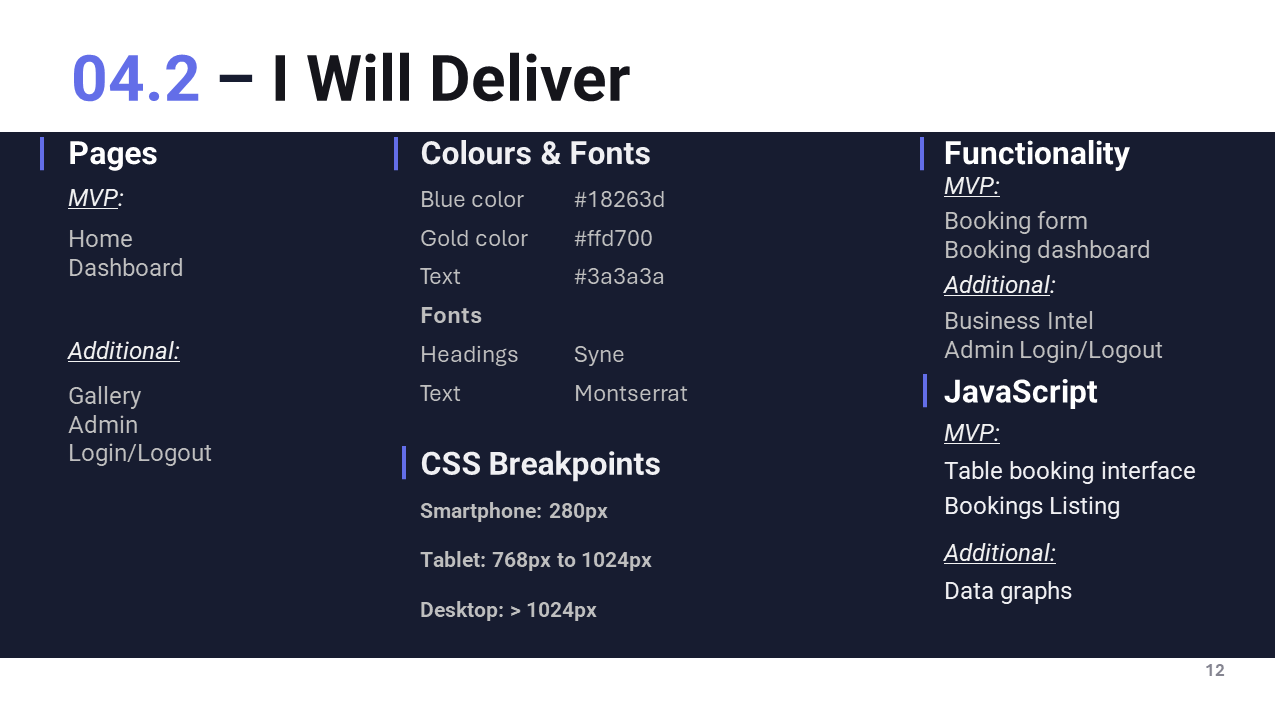 04.2 – I Will Deliver
Pages
MVP:
Home
Dashboard
Additional:
Gallery
Admin
Login/Logout
Colours & Fonts
Blue color #18263d
Gold color #ffd700
Text #3a3a3a
Fonts
Headings Syne
Text Montserrat
CSS Breakpoints
Smartphone: 280px
Tablet: 768px to 1024px
Desktop: > 1024px
Functionality
MVP:
Booking form
Booking dashboard
Additional:
Business Intel
Admin Login/Logout
JavaScript
MVP:
Table booking interface
Bookings Listing
Additional:
Data graphs
12